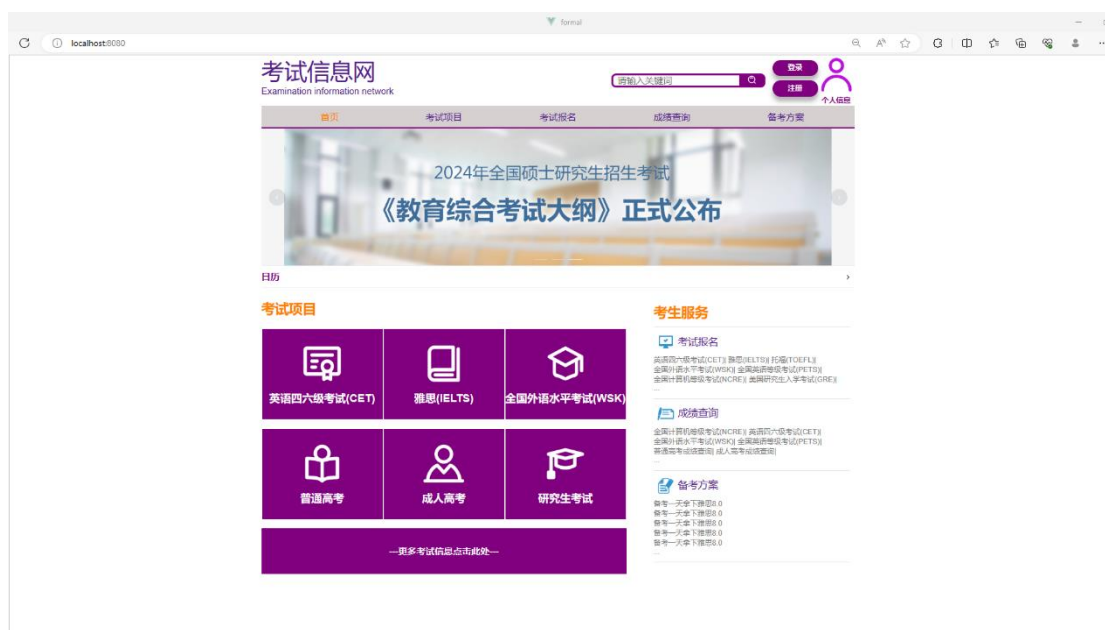 formal
localhost:8080
考试信息网
Examination information network
请输入关键词
登录
注册
个人信息
首页 考试项目 考试报名 成绩查询 备考方案
2024年全国硕士研究生招生考试
《教育综合考试大纲》正式公布
日历
考试项目
英语四六级考试(CET) 雅思(IELTS) 全国外语水平考试(WSK)
普通高考 成人高考 研究生考试
—更多考试信息点击此处—
考生服务
考试报名
英语四六级考试(CET)| 雅思(IELTS)| 托福(TOEFL)|
全国外语水平考试(WSK)| 全国英语等级考试(PETS)|
全国计算机等级考试(NCRE)| 美国研究生入学考试(GRE)|
...
成绩查询
全国计算机等级考试(NCRE)| 英语四六级考试(CET)|
全国外语水平考试(WSK)| 全国英语等级考试(PETS)|
普通高考成绩查询| 成人高考成绩查询|
...
备考方案
备考一天拿下雅思8.0
备考一天拿下雅思8.0
备考一天拿下雅思8.0
备考一天拿下雅思8.0
备考一天拿下雅思8.0
...